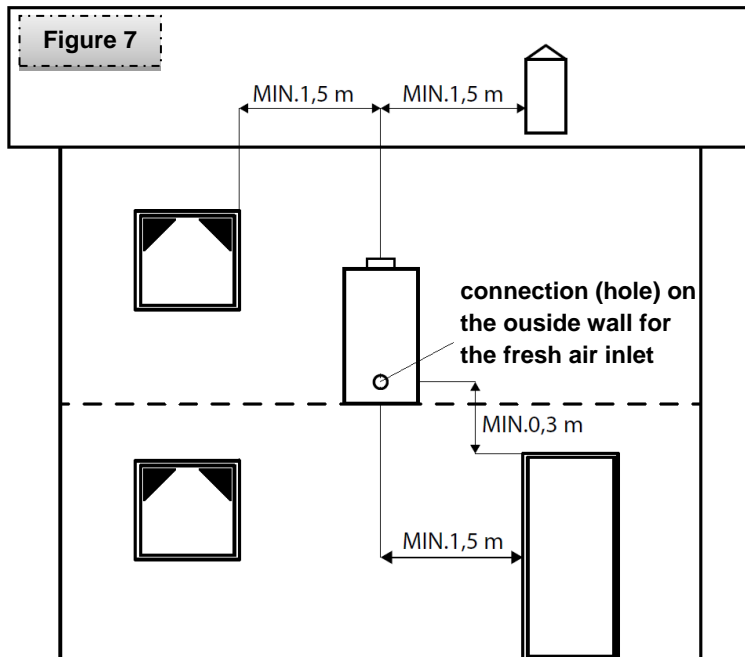 Figure 7
MIN.1,5 m
MIN.1,5 m
connection (hole) on
the ouside wall for
the fresh air inlet
MIN.0,3 m
MIN.1,5 m